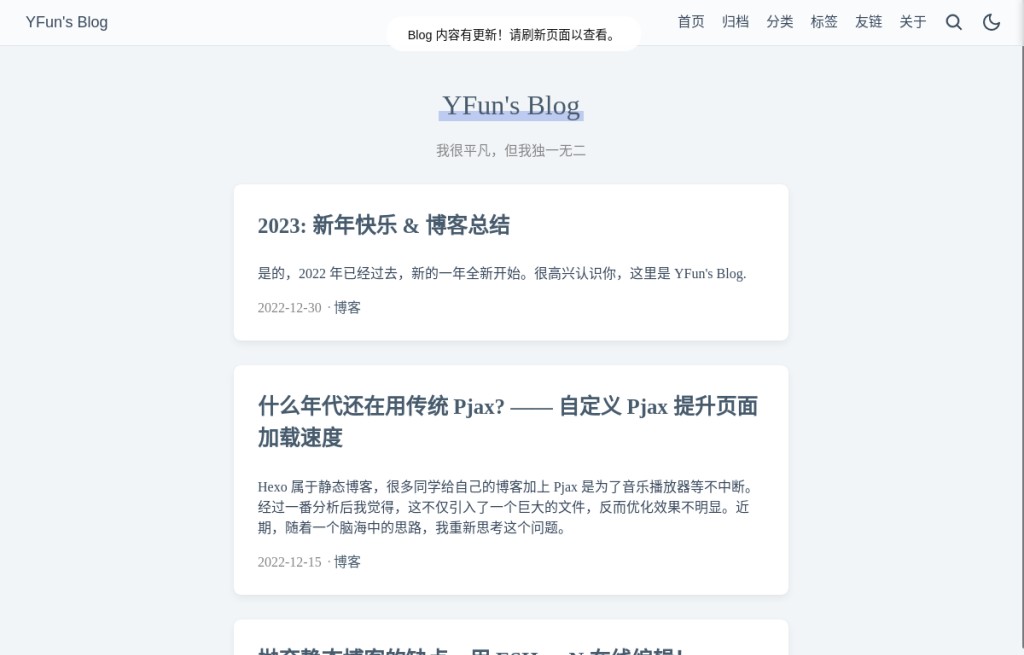 YFun's Blog
首页 归档 分类 标签 友链 关于
Blog 内容有更新！请刷新页面以查看。
YFun's Blog
我很平凡，但我独一无二
2023: 新年快乐 & 博客总结
是的，2022 年已经过去，新的一年全新开始。很高兴认识你，这里是 YFun's Blog.
2022-12-30 ·博客
什么年代还在用传统 Pjax? —— 自定义 Pjax 提升页面
加载速度
Hexo 属于静态博客，很多同学给自己的博客加上 Pjax 是为了音乐播放器等不中断。
经过一番分析后我觉得，这不仅引入了一个巨大的文件，反而优化效果不明显。近
期，随着一个脑海中的思路，我重新思考这个问题。
2022-12-15 ·博客